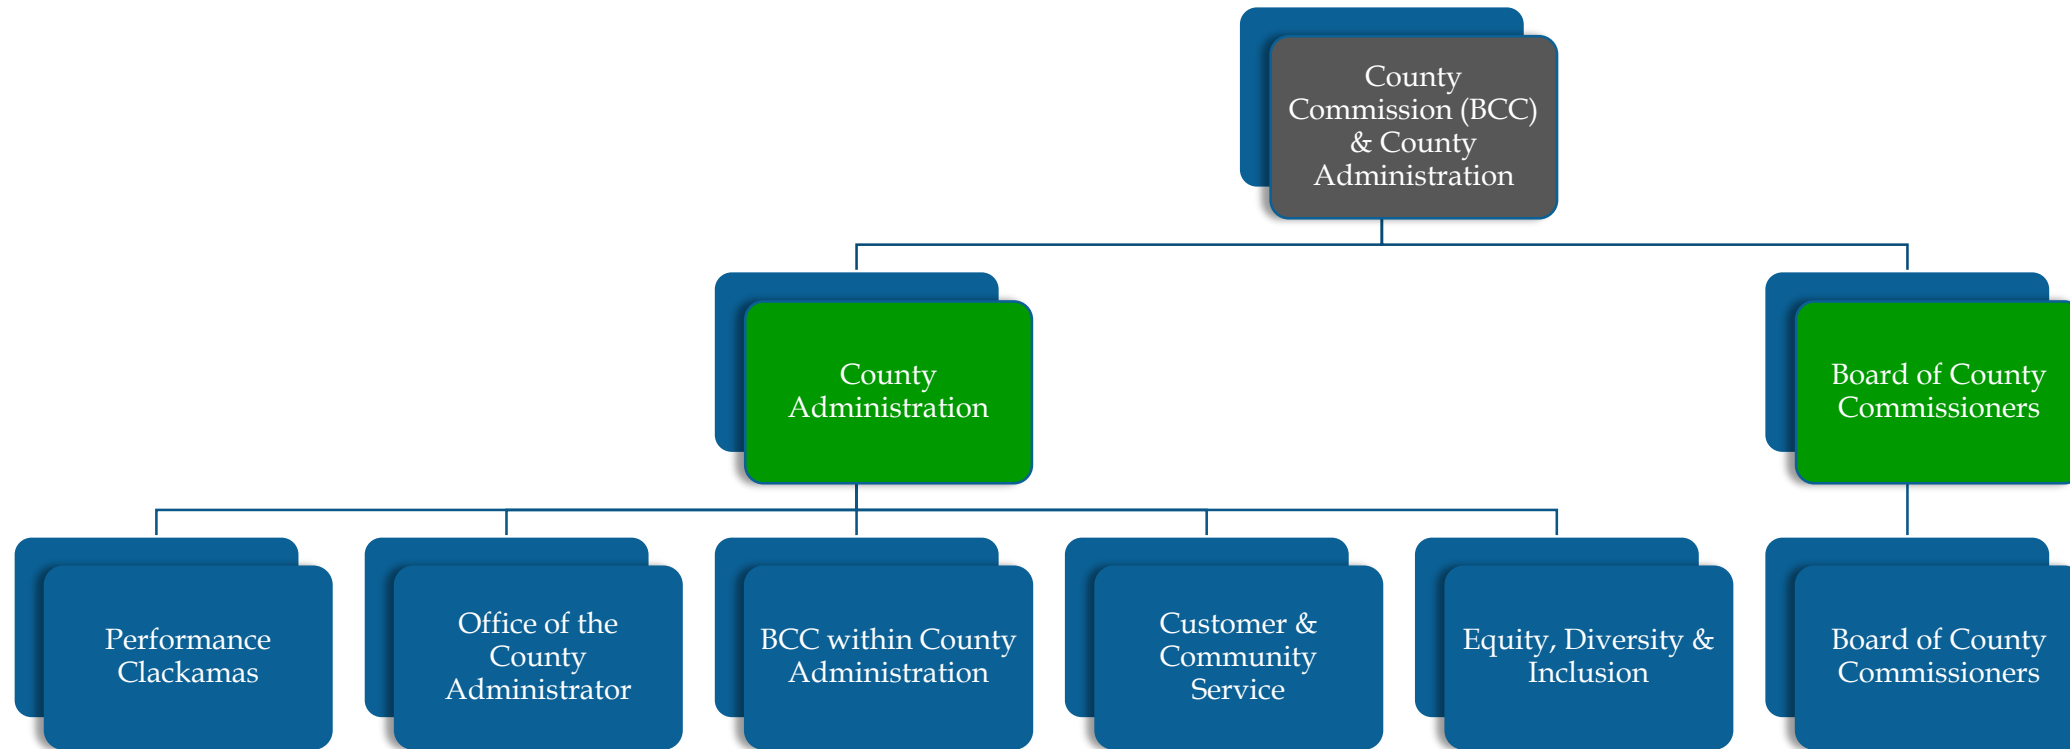 County
Commission (BCC)
& County
Administration
County
Administration
Board of County
Commissioners
Performance
Clackamas
Office of the
County
Administrator
BCC within County
Administration
Customer &
Community
Service
Equity, Diversity &
Inclusion
Board of County
Commissioners